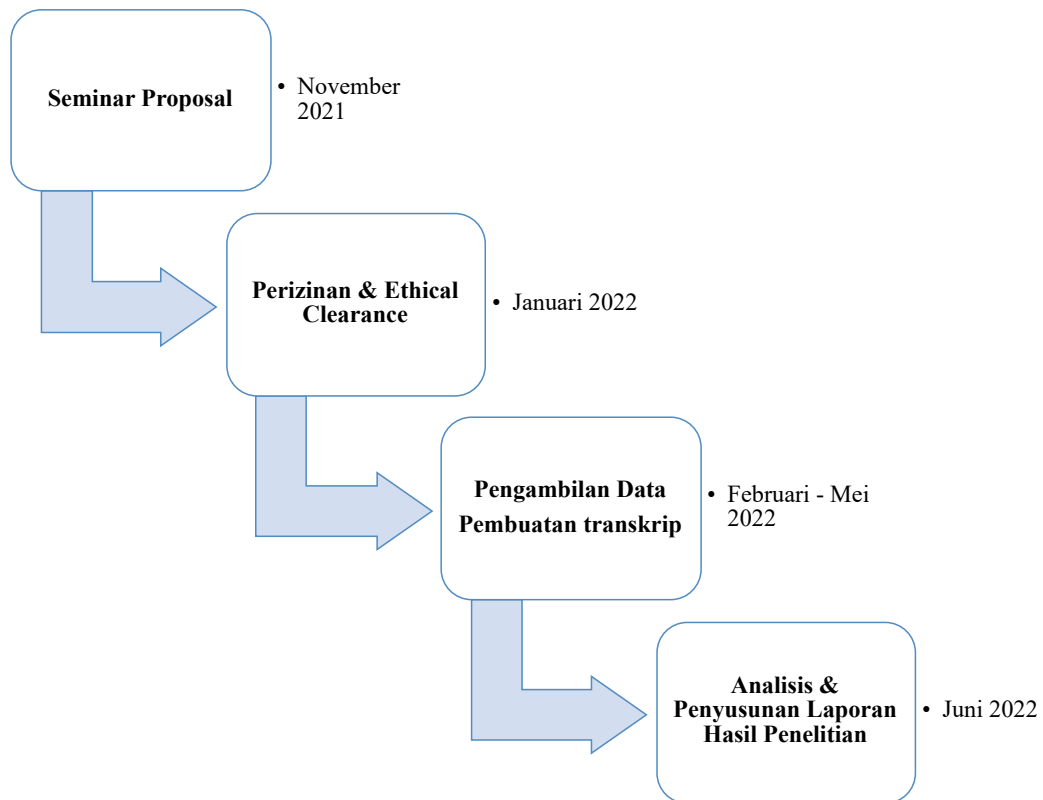 Seminar Proposal
• November
2021
Perizinan & Ethical
Clearance
• Januari 2022
Pengambilan Data
Pembuatan transkrip
• Februari - Mei
2022
Analisis &
Penyusunan Laporan
Hasil Penelitian
• Juni 2022